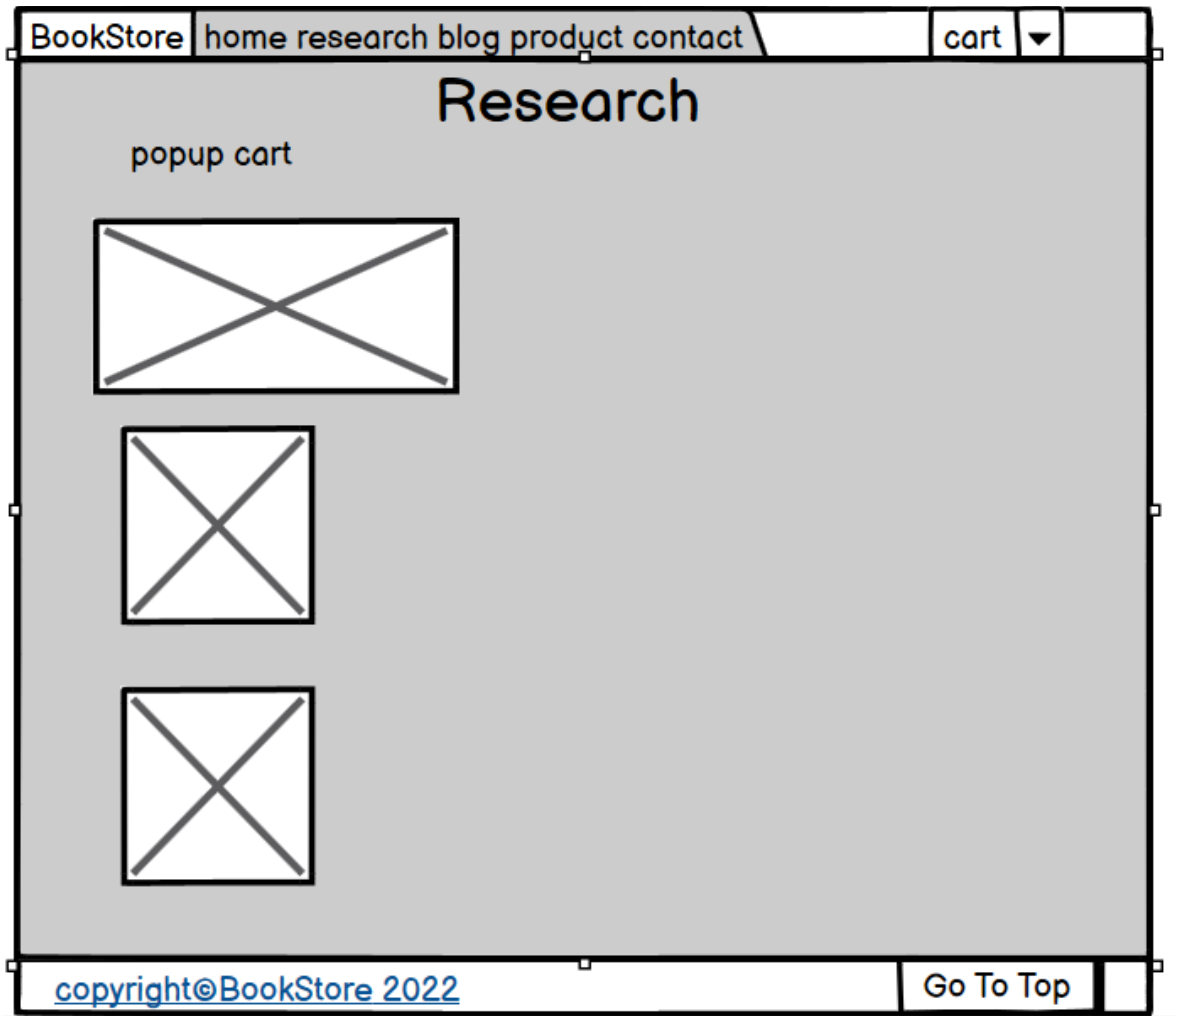 BookStore home research blog product contact cart
Research
popup cart
copyright©BookStore 2022 Go To Top